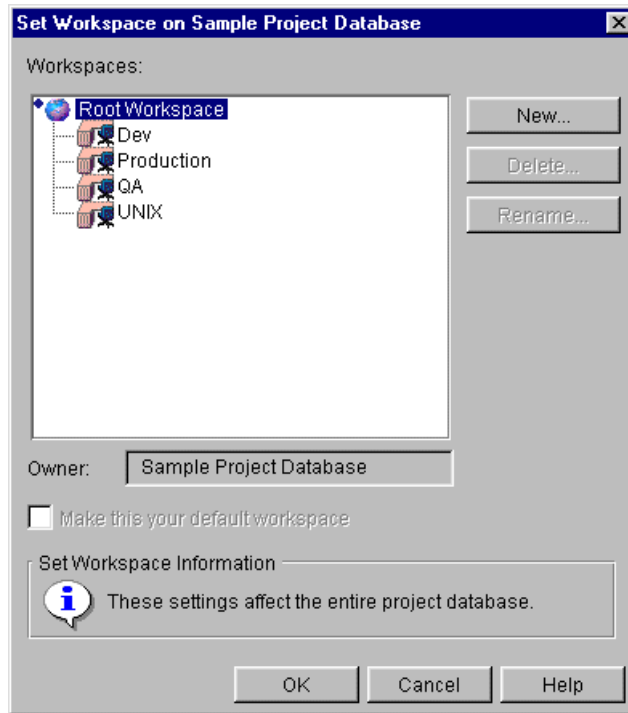 Set Workspace on Sample Project Database
Workspaces:
Root Workspace
Dev
Production
QA
UNIX
New...
Delete...
Rename...
Owner:
Sample Project Database
Make this your default workspace
Set Workspace Information
These settings affect the entire project database.
OK
Cancel
Help